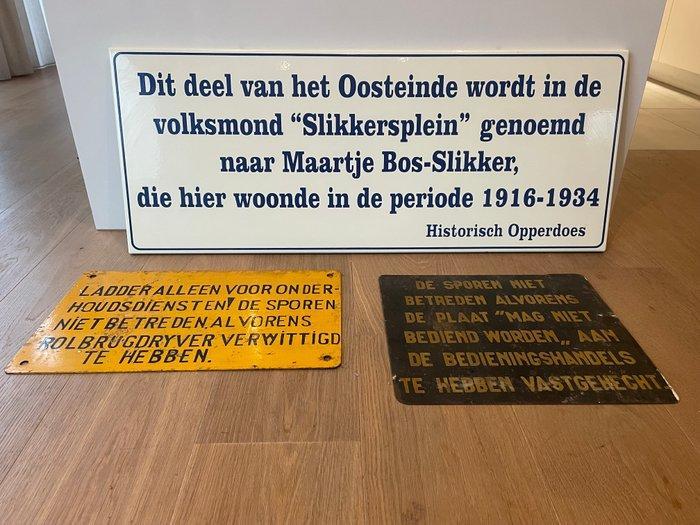 Dit deel van het Oosteinde wordt in de
volksmond “Slikkersplein” genoemd
naar Maartje Bos-Slikker,
die hier woonde in de periode 1916-1934
Historisch Opperdoes
LADDER ALLEEN VOOR ONDER-
HOUDSDIENSTEN' DE SPOREN
NIET BETREDEN, ALVORENS
ROLBRUGDRYVER VERWITTIGD
TE HEBBEN.
DE SPOREN NIET
BETREDEN ALVORENS
DE PLAAT "MAG NIET
BEDIEND WORDEN„ AAN
DE BEDIENINGSHANDELS
TE HEBBEN VASTGEHECHT